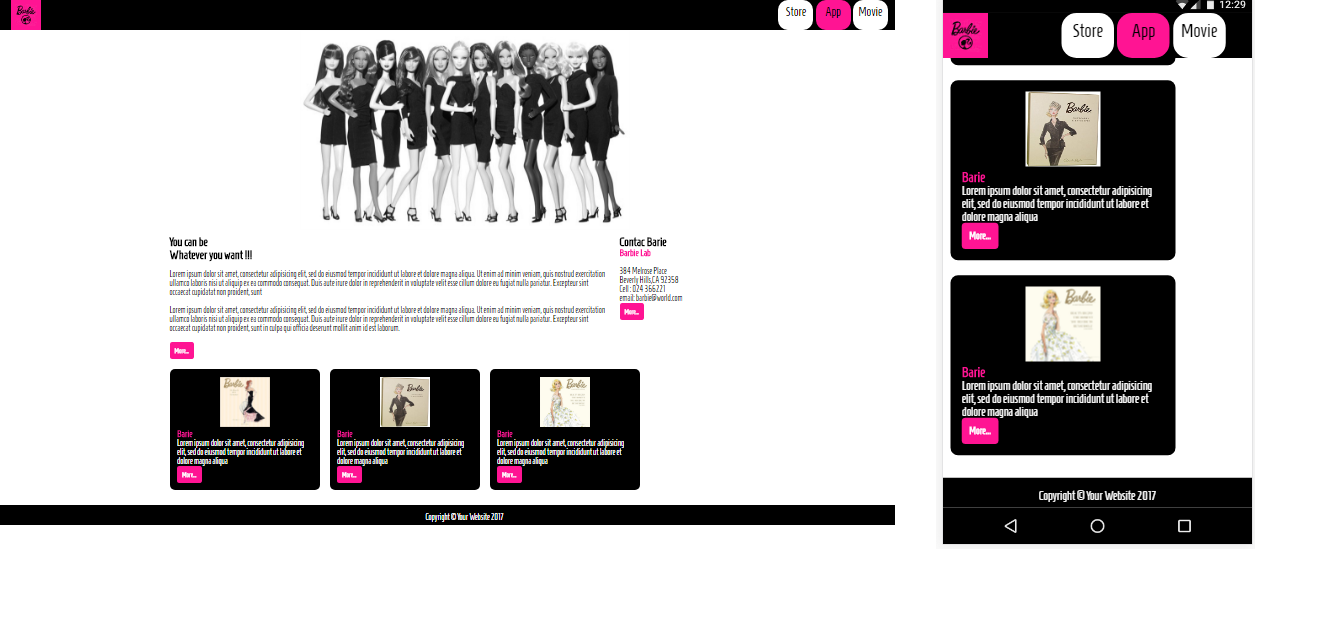 Barbie
Store
App
Movie
You can be
Whatever you want !!!
Lorem ipsum dolor sit amet, consectetur adipisicing elit, sed do eiusmod tempor incididunt ut labore et dolore magna aliqua. Ut enim ad minim veniam, quis nostrud exercitation
ullamco laboris nisi ut aliquip ex ea commodo consequat. Duis aute irure dolor in reprehenderit in voluptate velit esse cillum dolore eu fugiat nulla pariatur. Excepteur sint
occaecat cupidatat non proident, sunt
Lorem ipsum dolor sit amet, consectetur adipisicing elit, sed do eiusmod tempor incididunt ut labore et dolore magna aliqua. Ut enim ad minim veniam, quis nostrud exercitation
ullamco laboris nisi ut aliquip ex ea commodo consequat. Duis aute irure dolor in reprehenderit in voluptate velit esse cillum dolore eu fugiat nulla pariatur. Excepteur sint
occaecat cupidatat non proident, sunt in culpa qui officia deserunt mollit anim id est laborum.
More...
Contac Barie
Barbie Lab
384 Melrose Place
Beverly Hills,CA 92358
Cell : 024 366221
email: barbie@world.com
More...
Barbie
Barie
Lorem ipsum dolor sit amet, consectetur adipisicing
elit, sed do eiusmod tempor incididunt ut labore et
dolore magna aliqua
More...
Barbie
Barie
Lorem ipsum dolor sit amet, consectetur adipisicing
elit, sed do eiusmod tempor incididunt ut labore et
dolore magna aliqua
More...
Barbie
Barie
Lorem ipsum dolor sit amet, consectetur adipisicing
elit, sed do eiusmod tempor incididunt ut labore et
dolore magna aliqua
More...
Copyright © Your Website 2017
12:29
Barbie
Store
App
Movie
Barbie
Barie
Lorem ipsum dolor sit amet, consectetur adipisicing
elit, sed do eiusmod tempor incididunt ut labore et
dolore magna aliqua
More...
Barbie
Barie
Lorem ipsum dolor sit amet, consectetur adipisicing
elit, sed do eiusmod tempor incididunt ut labore et
dolore magna aliqua
More...
Copyright © Your Website 2017